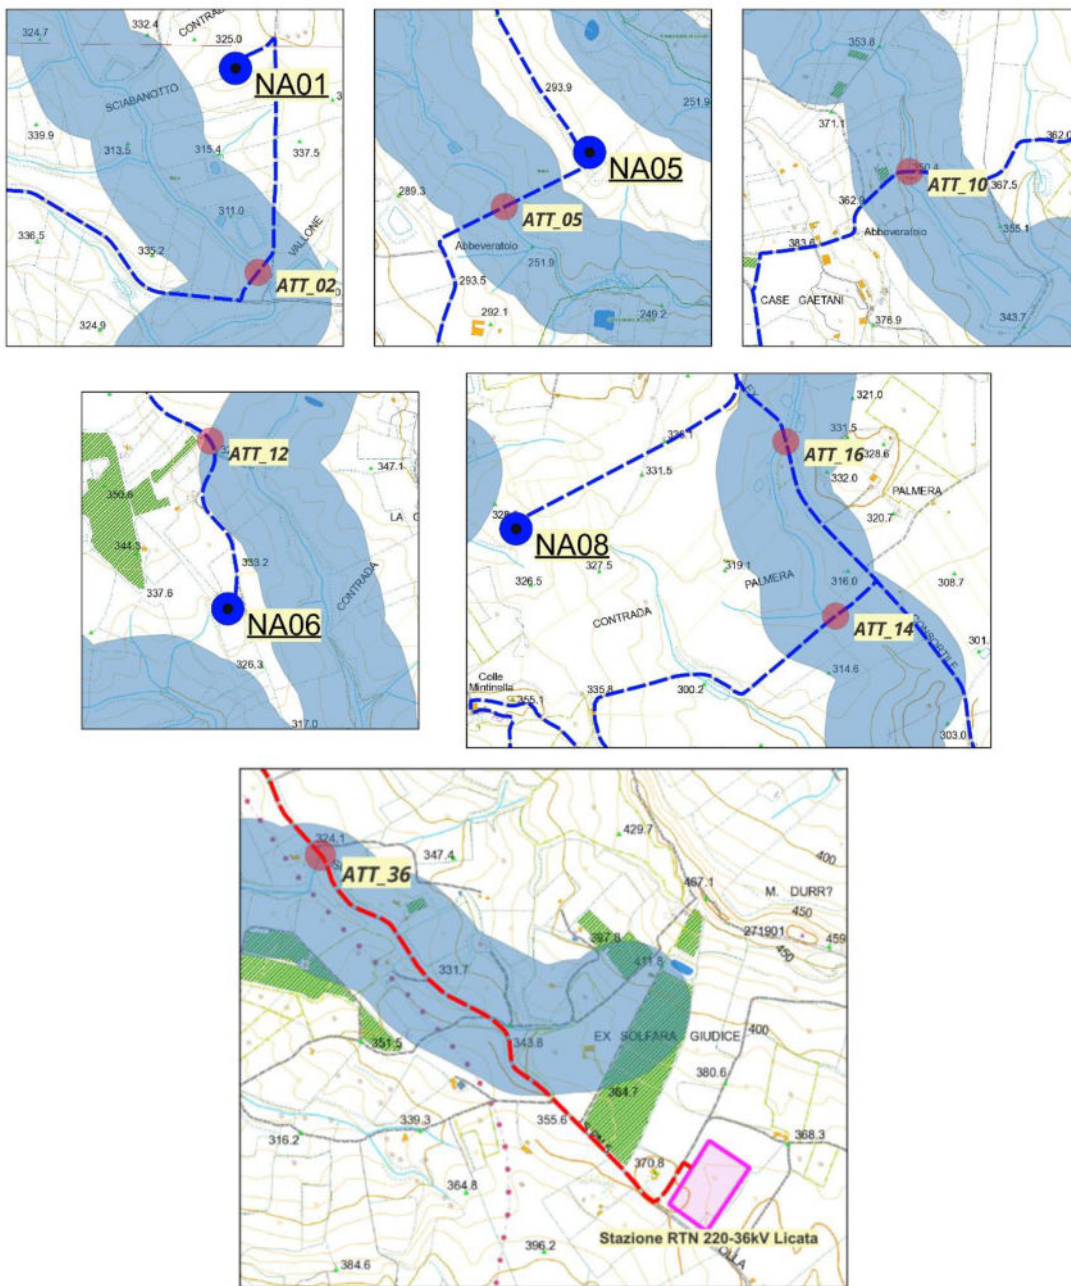 324.7
332.4
CONTRAD
325.0
NA01
SCIABANOTTO
339.9
313.5
315.4
337.5
311.0
336.5
335.2
VALLONE
ATT_02
324.9
293.9
251.9
NA05
289.3
ATT_05
Abbeveratoio
293.5
251.9
292.1
249.2
353.8
371.1
362.0
ATT_10
367.5
362.9
355.1
Abbeveratoio
383.6
CASE GAETANI
376.9
343.7
ATT_12
347.1
350.6
LA C
344.3
333.2
337.6
CONTRADA
NA06
326.3
317.0
EX
321.0
331.5
328.6
ATT_16
331.5
332.0
PALMERA
320.7
NA08
326.5
327.5
319.1
PALMERA
316.0
308.7
CONTRADA
ATT_14
CONSORTILE
301.
314.6
Colle
Mintinella
335.8
300.2
355.1
303.0
324.1
429.7
347.4
ATT_36
400
467.1
M. DURR?
450
271901
459
450
397.8
411.8
331.7
EX SOLFARA GIUDICE
400
351.5
343.8
380.6
364.7
355.6
316.2
339.3
368.3
370.8
364.8
Stazione RTN 220-36kV Licata
396.2
OLLA
384.6